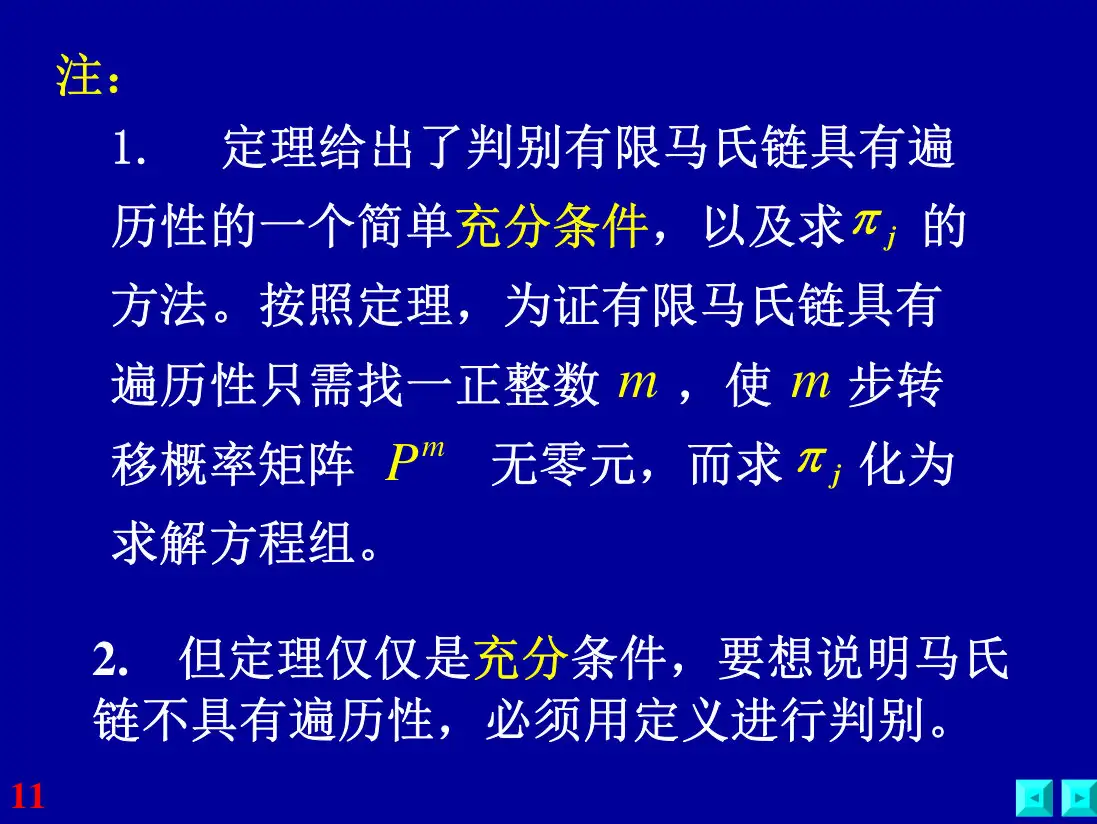 注：
1. 定理给出了判别有限马氏链具有遍
历性的一个简单充分条件，以及求 π j 的
方法。按照定理，为证有限马氏链具有
遍历性只需找一正整数 m ，使 m 步转
移概率矩阵 P^m 无零元，而求 π j 化为
求解方程组。
2. 但定理仅仅是充分条件，要想说明马氏
链不具有遍历性，必须用定义进行判别。
11